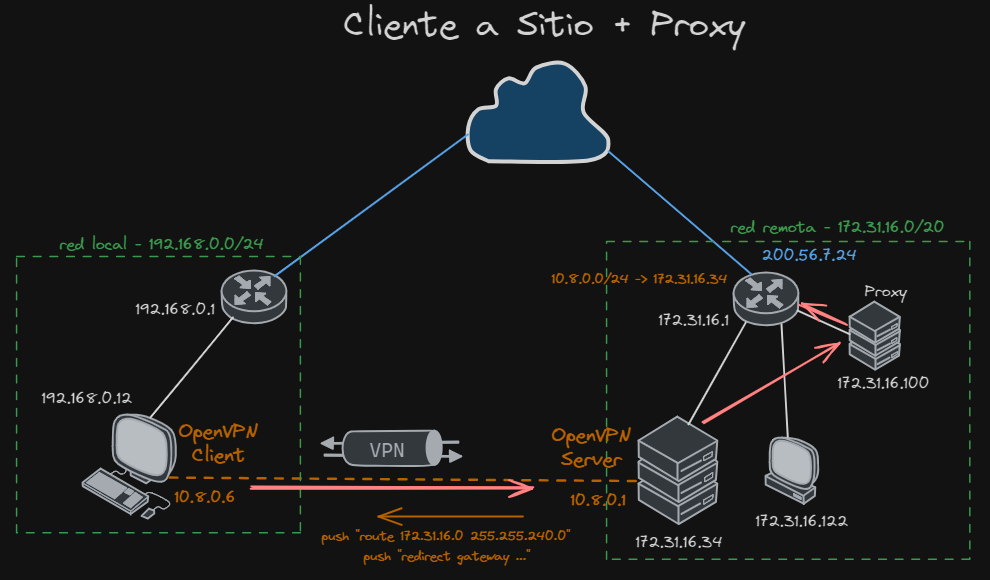 Cliente a Sitio + Proxy
red local - 192.168.0.0/24
192.168.0.1
192.168.0.12
OpenVPN
Client
10.8.0.6
VPN
push "route 172.31.16.0 255.255.240.0"
push "redirect gateway ..."
red remota - 172.31.16.0/20
200.56.7.24
10.8.0.0/24 -> 172.31.16.34
172.31.16.1
Proxy
172.31.16.100
OpenVPN
Server
10.8.0.1
172.31.16.34
172.31.16.122